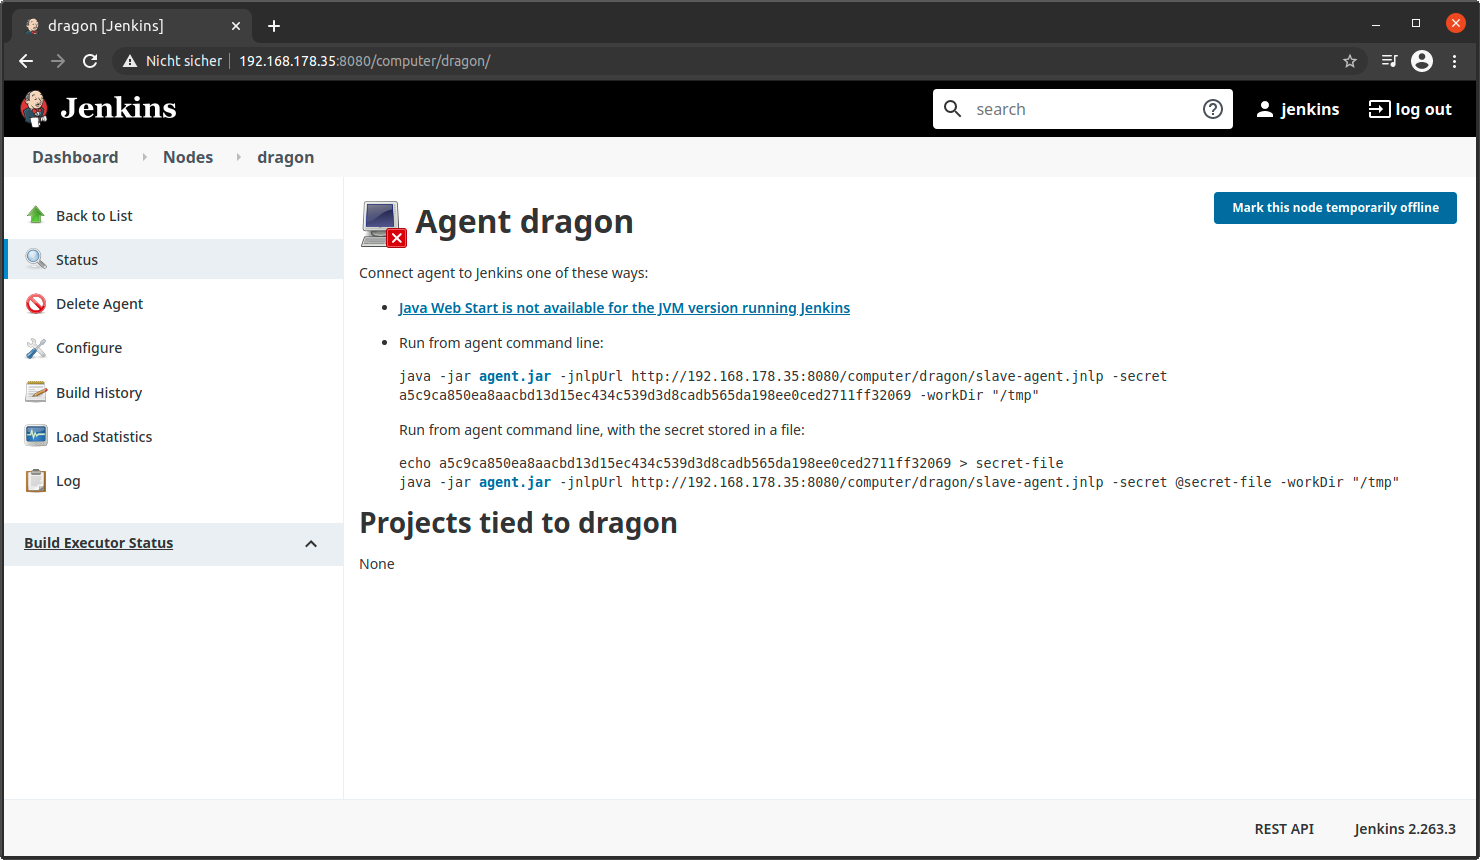 dragon [Jenkins]
Nicht sicher
192.168.178.35:8080/computer/dragon/
Jenkins
search
jenkins
log out
Dashboard
Nodes
dragon
Back to List
Status
Delete Agent
Configure
Build History
Load Statistics
Log
Build Executor Status
Agent dragon
Mark this node temporarily offline
Connect agent to Jenkins one of these ways:
Java Web Start is not available for the JVM version running Jenkins
Run from agent command line:
java -jar agent.jar -jnlpUrl http://192.168.178.35:8080/computer/dragon/slave-agent.jnlp -secret
a5c9ca850ea8aacbd13d15ec434c539d3d8cadb565da198ee0ced2711ff32069 -workDir "/tmp"
Run from agent command line, with the secret stored in a file:
echo a5c9ca850ea8aacbd13d15ec434c539d3d8cadb565da198ee0ced2711ff32069 > secret-file
java -jar agent.jar -jnlpUrl http://192.168.178.35:8080/computer/dragon/slave-agent.jnlp -secret @secret-file -workDir "/tmp"
Projects tied to dragon
None
REST API
Jenkins 2.263.3